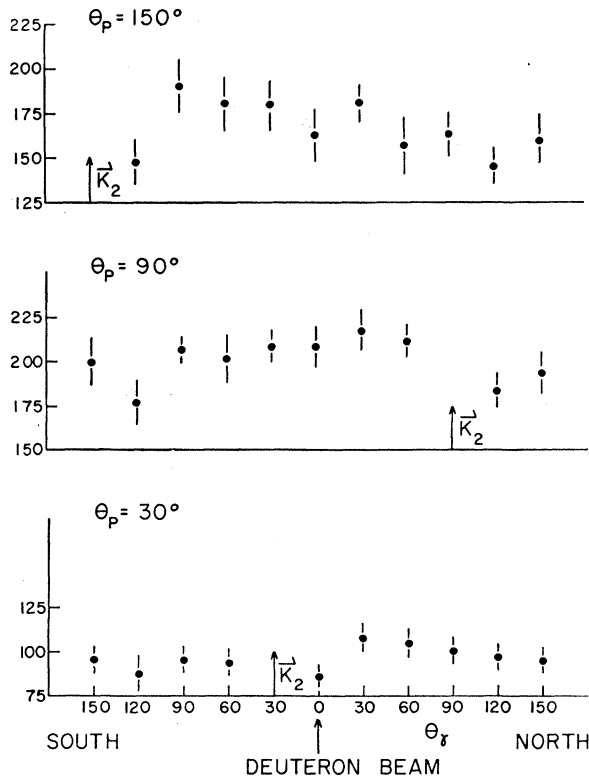 θp = 150°
225
200
175
150
125
K2
θp = 90°
225
200
175
150
K2
θp = 30°
125
100
75
K2
150 120 90 60 30 0 30 60 90 120 150
θγ
SOUTH NORTH
DEUTERON BEAM